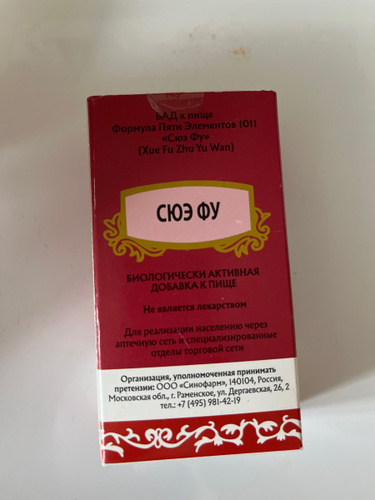 БАД к пище
Формула Пяти Элементов 1011
«Сюэ Фу»
(Xue Fu Zhu Yu Wan)
СЮЭ ФУ
БИОЛОГИЧЕСКИ АКТИВНАЯ
ДОБАВКА К ПИЩЕ
Не является лекарством
Для реализации населению через
аптечную сеть и специализированные
отделы торговой сети
Организация, уполномоченная принимать
претензии: ООО «Синофарм», 140104, Россия,
Московская обл., г. Раменское, ул. Дергаевская, 26, 2
тел.: +7 (495) 981-42-19